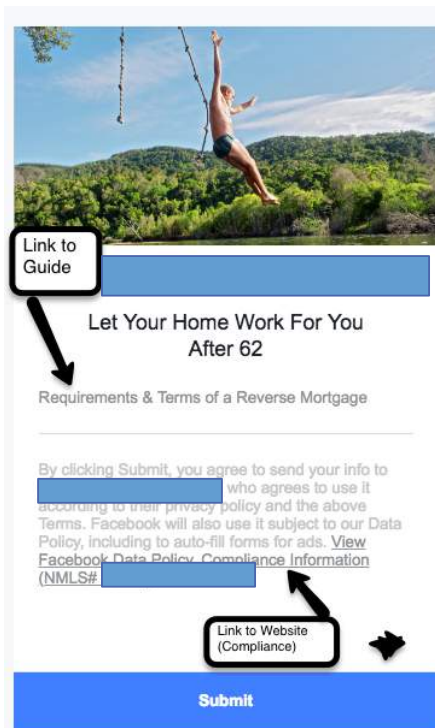 Link to
Guide
Let Your Home Work For You
After 62
Requirements & Terms of a Reverse Mortgage
By clicking Submit, you agree to send your info to
who agrees to use it
according to their privacy policy and the above
Terms. Facebook will also use it subject to our Data
Policy, including to auto-fill forms for ads. View
Facebook Data Policy. Compliance Information
(NMLS#
Link to Website
(Compliance)
Submit